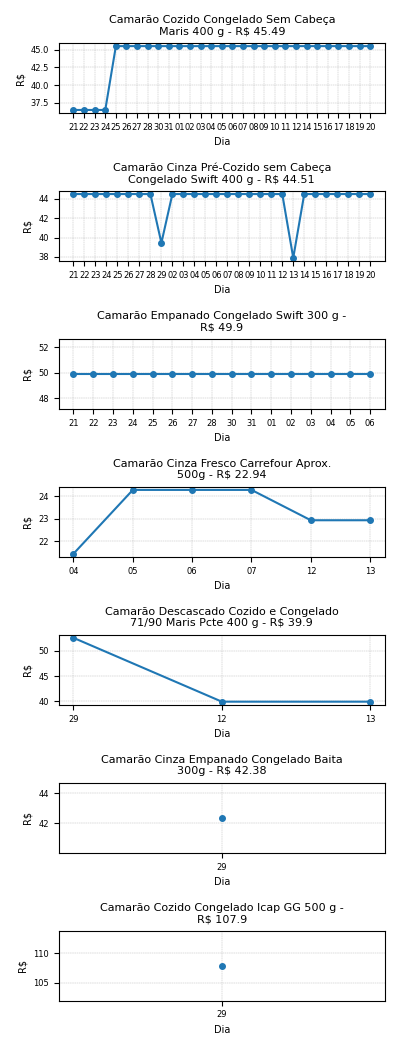 Camarão Cozido Congelado Sem Cabeça
Maris 400 g - R$ 45.49
45.0
42.5
40.0
37.5
R$
21 22 23 24 25 26 27 28 30 31 01 02 03 04 05 06 07 08 09 10 11 12 13 14 15 16 17 19 20
Dia
Camarão Cinza Pré-Cozido sem Cabeça
Congelado Swift 400 g - R$ 44.51
44
42
40
38
R$
21 22 23 24 25 26 27 28 29 02 03 04 05 06 07 08 09 10 11 12 13 14 15 16 17 18 19 20
Dia
Camarão Empanado Congelado Swift 300 g -
R$ 49.9
52
50
48
R$
21 22 23 24 25 26 27 28 30 31 01 02 03 04 05 06
Dia
Camarão Cinza Fresco Carrefour Aprox.
500g - R$ 22.94
24
23
22
R$
04 05 06 07 12 13
Dia
Camarão Descascado Cozido e Congelado
71/90 Maris Pcte 400 g - R$ 39.9
50
45
40
R$
29 12 13
Dia
Camarão Cinza Empanado Congelado Baita
300g - R$ 42.38
44
42
R$
29
Dia
Camarão Cozido Congelado Icap GG 500 g -
R$ 107.9
110
105
R$
29
Dia